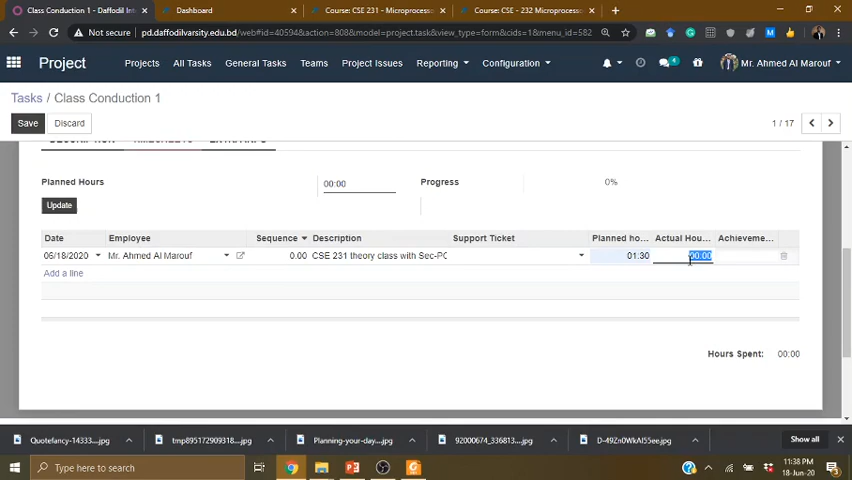 Class Conduction 1 - Daffodil Int
Dashboard
Course: CSE 231 - Microprocess
Course: CSE - 232 Microprocess
Not secure | pd.daffodilvarsity.edu.bd/web#id=40594&action=808&model=project.task&view_type=form&cids=1&menu_id=582
Project
Projects
All Tasks
General Tasks
Teams
Project Issues
Reporting
Configuration
4
Mr. Ahmed Al Marouf
Tasks / Class Conduction 1
Save
Discard
1 / 17
Planned Hours
00:00
Progress
0%
Update
Date Employee Sequence Description Support Ticket Planned ho... Actual Hou... Achieveme...
06/18/2020 Mr. Ahmed Al Marouf 0.00 CSE 231 theory class with Sec-PC 01:30 00:00
Add a line
Hours Spent: 00:00
Quotefancy-14333....jpg
tmp895172909318....jpg
Planning-your-day....jpg
92000674_336813....jpg
D-49Zn0WkAI55ee.jpg
Show all
Type here to search
11:38 PM
18-Jun-20
3